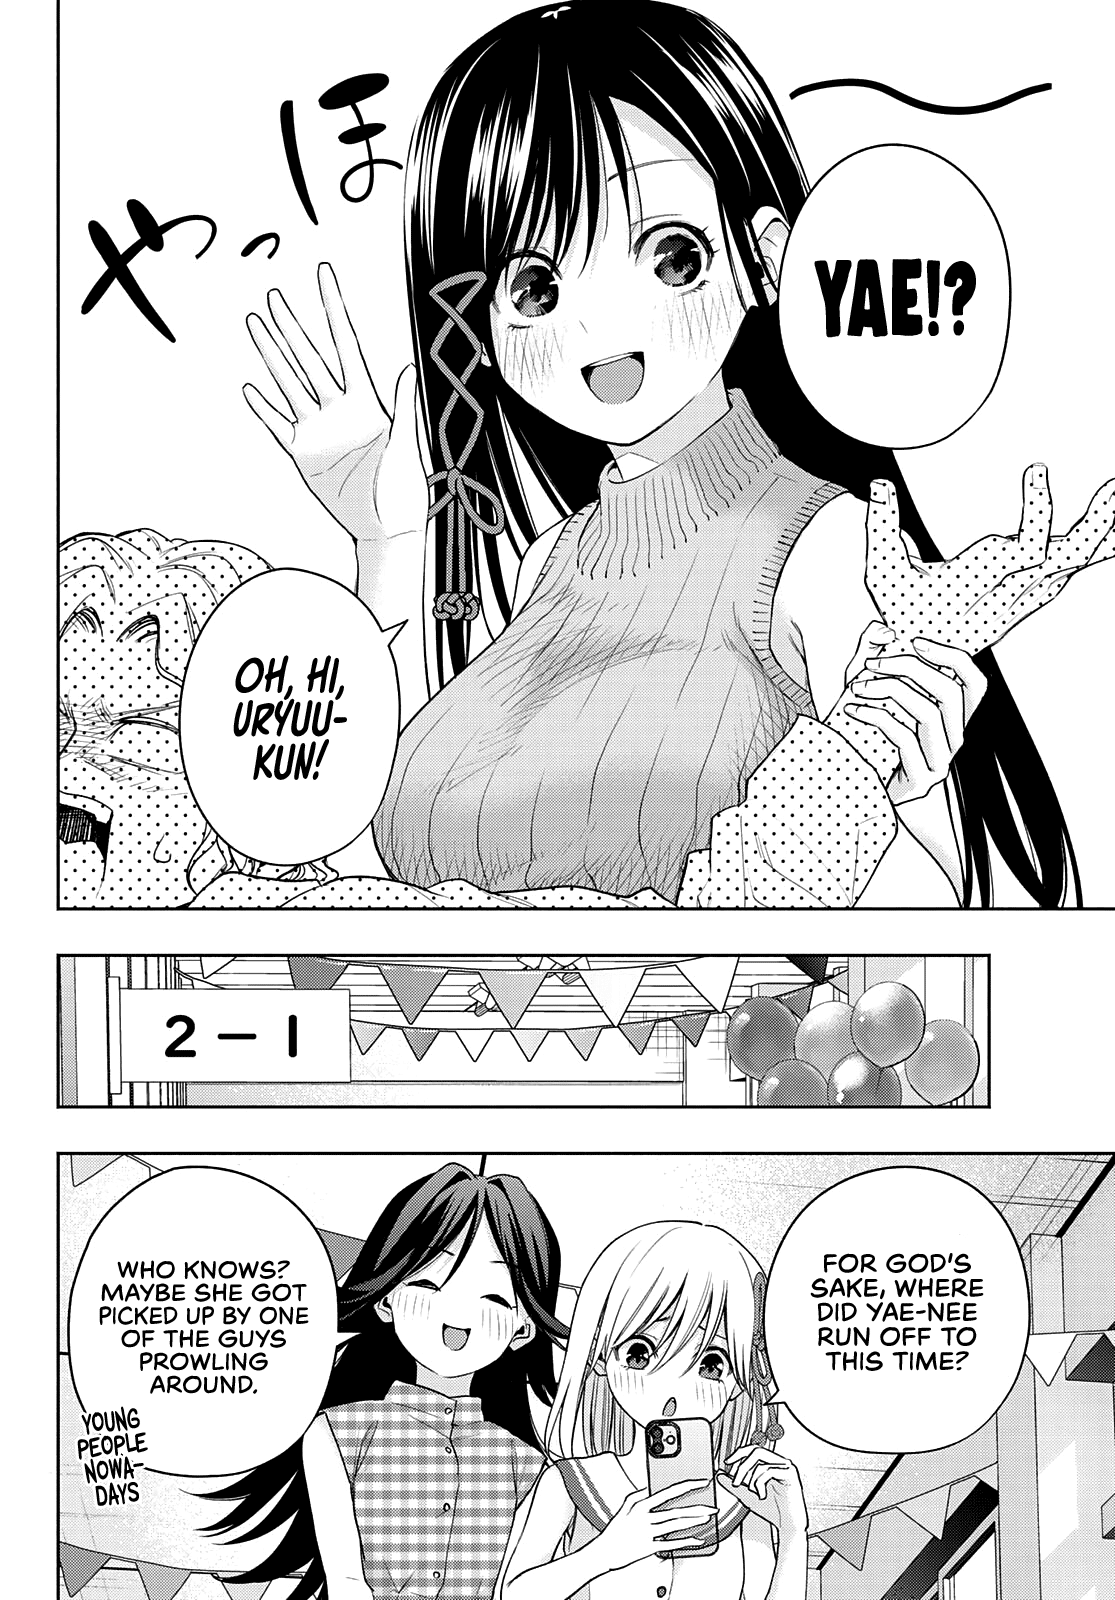 YAE!?
やっほ
OH, HI,
URYUU-
KUN!
2-1
FOR GOD'S
SAKE, WHERE
DID YAE-NEE
RUN OFF TO
THIS TIME?
WHO KNOWS?
MAYBE SHE GOT
PICKED UP BY ONE
OF THE GUYS
PROWLING
AROUND.
YOUNG
PEOPLE
NOWA-
DAYS